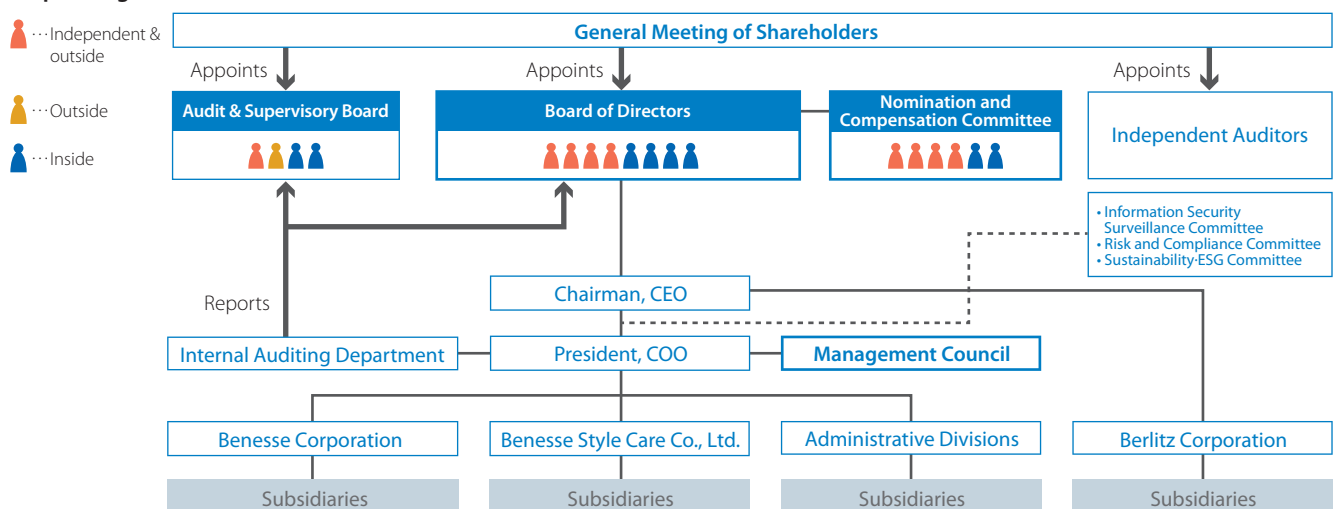 General Meeting of Shareholders
…Independent &
outside
…Outside
…Inside
Appoints
Appoints
Appoints
Audit & Supervisory Board
Board of Directors
Nomination and
Compensation Committee
Independent Auditors
• Information Security
Surveillance Committee
• Risk and Compliance Committee
• Sustainability·ESG Committee
Reports
Chairman, CEO
Internal Auditing Department
President, COO
Management Council
Benesse Corporation
Benesse Style Care Co., Ltd.
Administrative Divisions
Berlitz Corporation
Subsidiaries
Subsidiaries
Subsidiaries
Subsidiaries